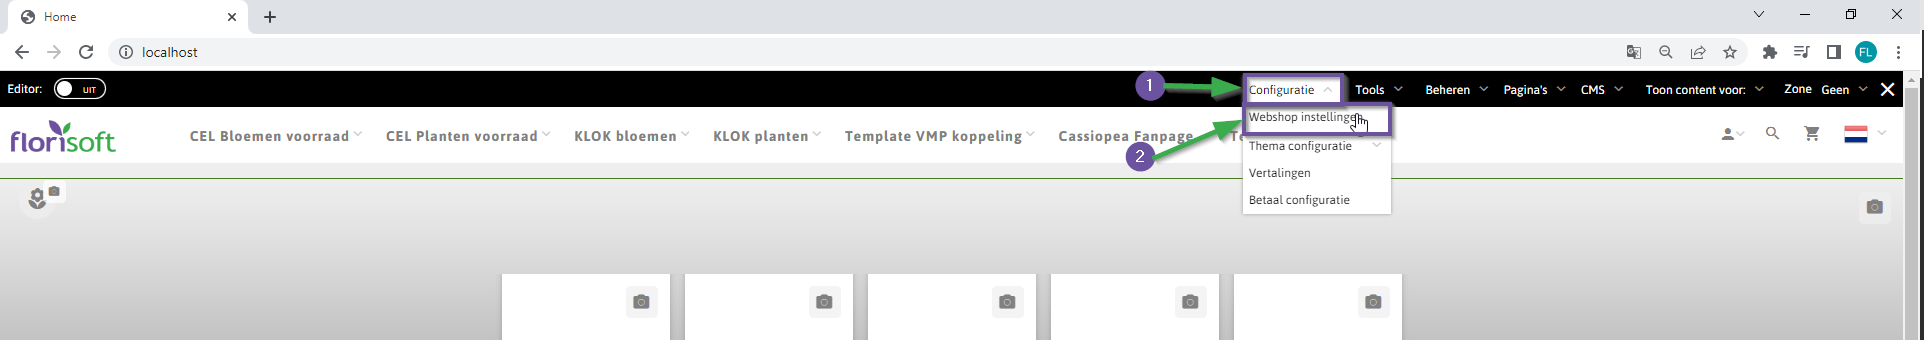 Home
localhost
FL
Editor: UIT
1 Configuratie Tools Beheren Pagina's CMS Toon content voor: Zone Geen
florisoft CEL Bloemen voorraad CEL Planten voorraad KLOK bloemen KLOK planten Template VMP koppeling Cassiopea Fanpage
2 Webshop instellingen
Thema configuratie
Vertalingen
Betaal configuratie